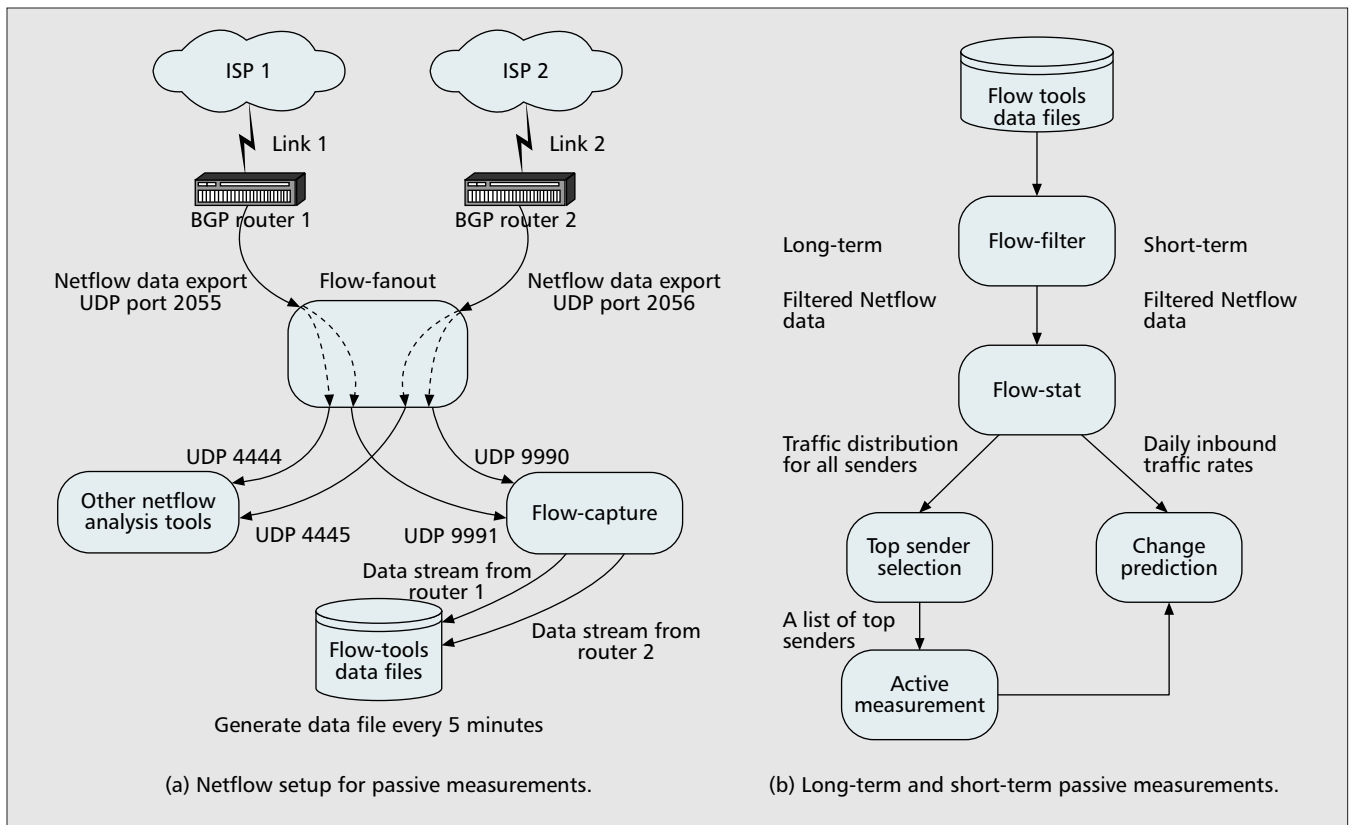 ISP 1
ISP 2
Link 1
Link 2
BGP router 1
BGP router 2
Netflow data export
UDP port 2055
Flow-fanout
Netflow data export
UDP port 2056
UDP 4444
UDP 9990
Other netflow
analysis tools
Flow-capture
UDP 4445
UDP 9991
Data stream from
router 1
Data stream from
router 2
Flow-tools
data files
Generate data file every 5 minutes
(a) Netflow setup for passive measurements.
Flow tools
data files
Long-term
Flow-filter
Short-term
Filtered Netflow
data
Filtered Netflow
data
Flow-stat
Traffic distribution
for all senders
Daily inbound
traffic rates
Top sender
selection
Change
prediction
A list of top
senders
Active
measurement
(b) Long-term and short-term passive measurements.